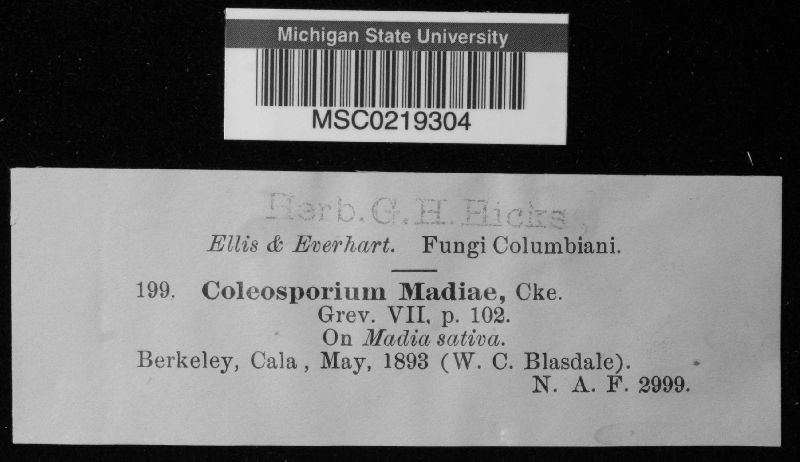 Michigan State University
MSC0219304
Herb. G. H. Hicks,
Ellis & Everhart. Fungi Columbiani.
199. Coleosporium Madiae, Cke.
Grev. VII, p. 102.
On Madia sativa.
Berkeley, Cala, May, 1893 (W. C. Blasdale).
N. A. F. 2999.